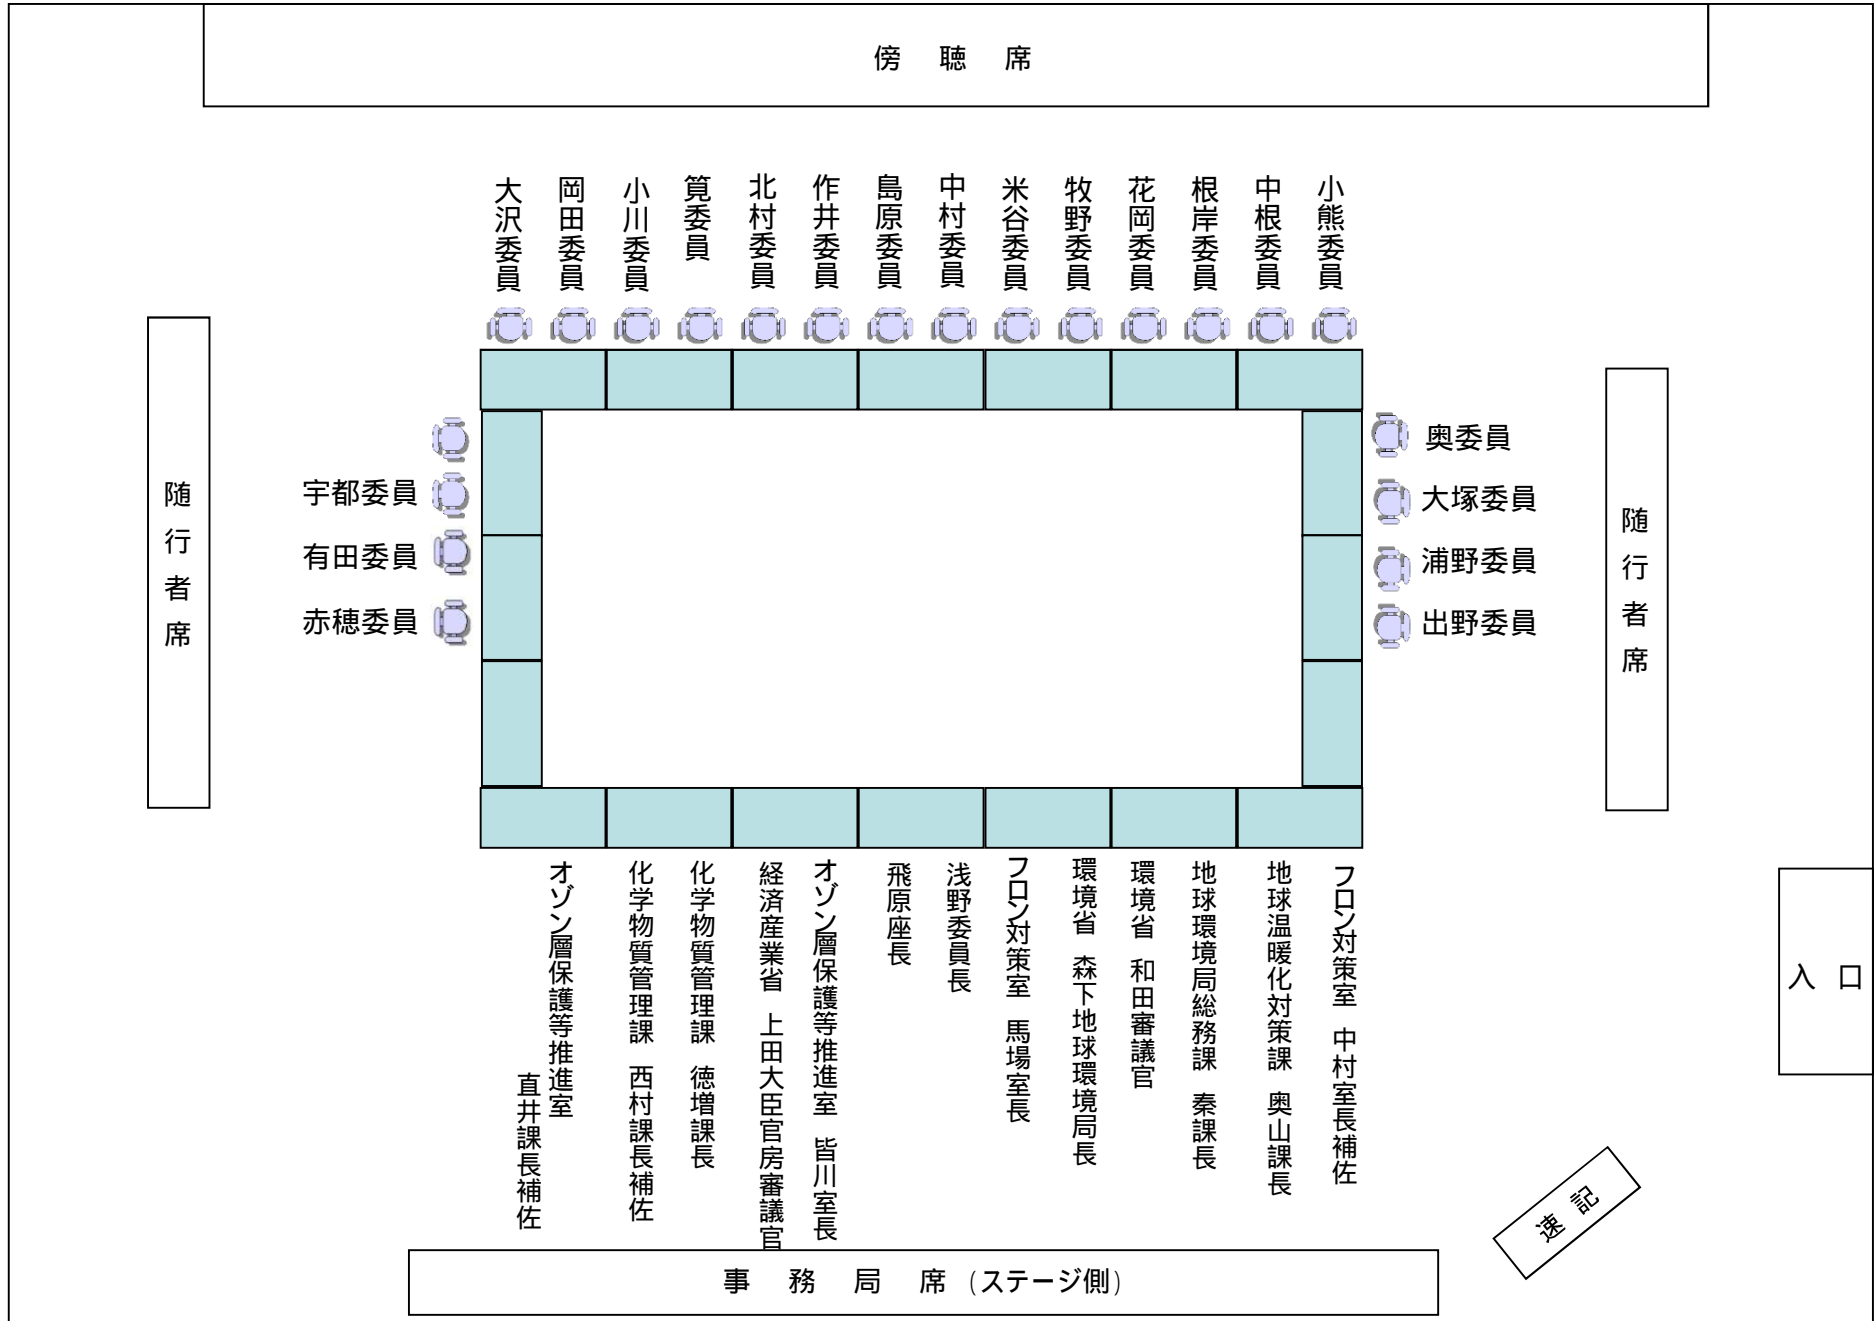 傍聴席
大沢委員
岡田委員
小川委員
筧委員
北村委員
作井委員
島原委員
中村委員
米谷委員
牧野委員
花岡委員
根岸委員
中根委員
小熊委員
随行者席
宇都委員
有田委員
赤穂委員
奥委員
大塚委員
浦野委員
出野委員
随行者席
オゾン層保護等推進室
直井課長補佐
化学物質管理課 西村課長補佐
化学物質管理課 徳増課長
経済産業省 上田大臣官房審議官
オゾン層保護等推進室 皆川室長
飛原座長
浅野委員長
フロン対策室 馬場室長
環境省 森下地球環境局長
環境省 和田審議官
地球環境局総務課 秦課長
地球温暖化対策課 奥山課長
フロン対策室 中村室長補佐
入口
速記
事務局席(ステージ側)